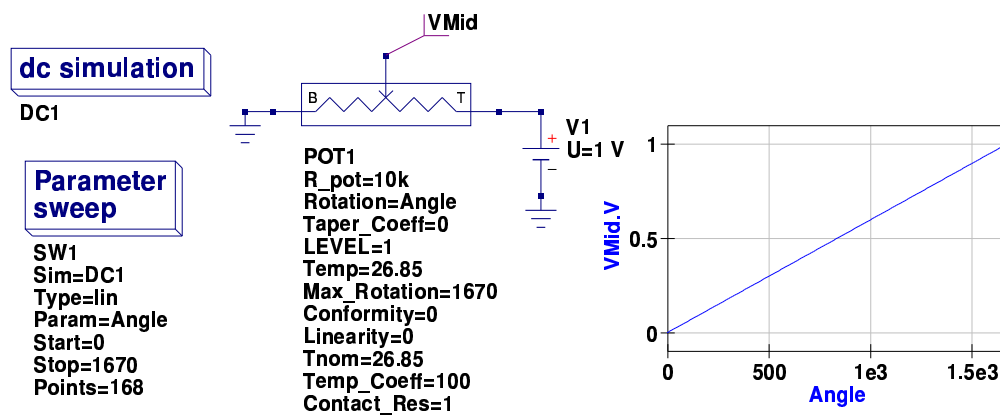 VMid
dc simulation
DC1
B
T
V1
U=1 V
+
−
Parameter
sweep
SW1
Sim=DC1
Type=lin
Param=Angle
Start=0
Stop=1670
Points=168
POT1
R_pot=10k
Rotation=Angle
Taper_Coeff=0
LEVEL=1
Temp=26.85
Max_Rotation=1670
Conformity=0
Linearity=0
Tnom=26.85
Temp_Coeff=100
Contact_Res=1
VMid.V
1
0.5
0
0 500 1e3 1.5e3
Angle